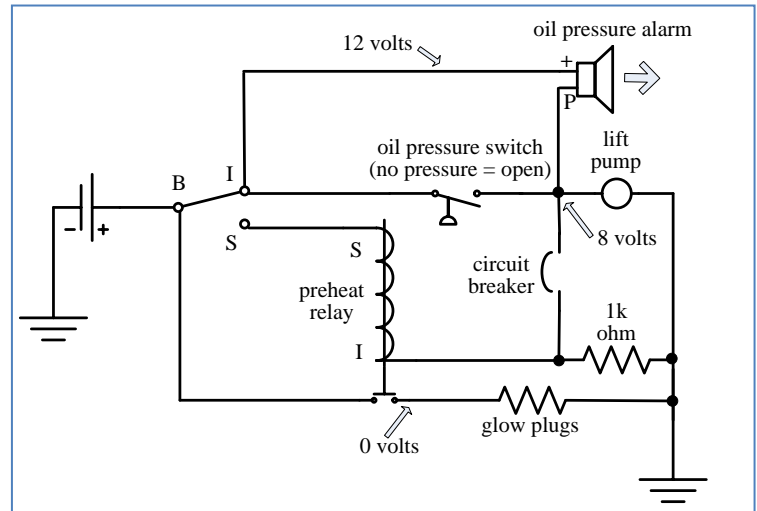 oil pressure alarm
12 volts
+
P
oil pressure switch
(no pressure = open)
lift
pump
B
I
S
- +
8 volts
S
circuit
breaker
preheat
relay
1k
ohm
I
glow plugs
0 volts